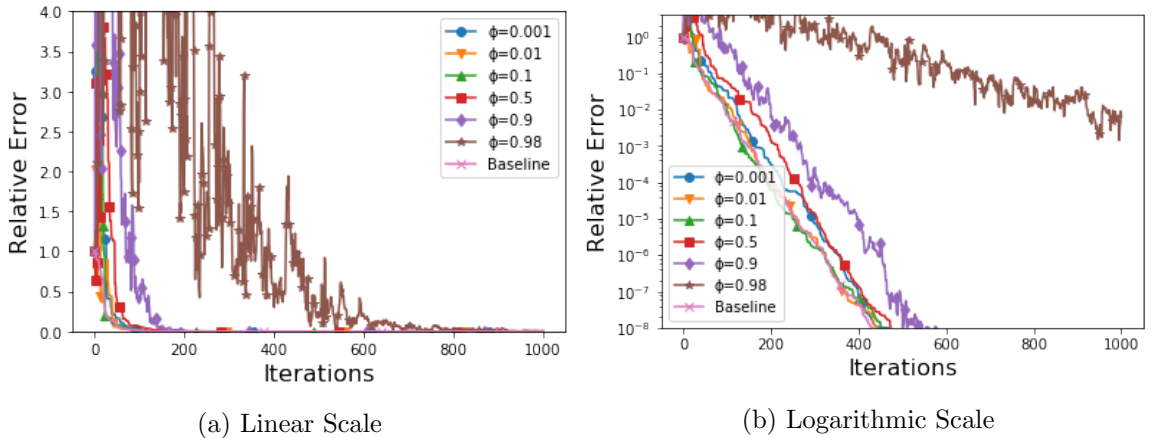 4.0
3.5
3.0
2.5
2.0
1.5
1.0
0.5
0.0
Relative Error
0 200 400 600 800 1000
Iterations
ϕ=0.001
ϕ=0.01
ϕ=0.1
ϕ=0.5
ϕ=0.9
ϕ=0.98
Baseline
(a) Linear Scale
10⁰
10⁻¹
10⁻²
10⁻³
10⁻⁴
10⁻⁵
10⁻⁶
10⁻⁷
10⁻⁸
Relative Error
ϕ=0.001
ϕ=0.01
ϕ=0.1
ϕ=0.5
ϕ=0.9
ϕ=0.98
Baseline
0 200 400 600 800 1000
Iterations
(b) Logarithmic Scale